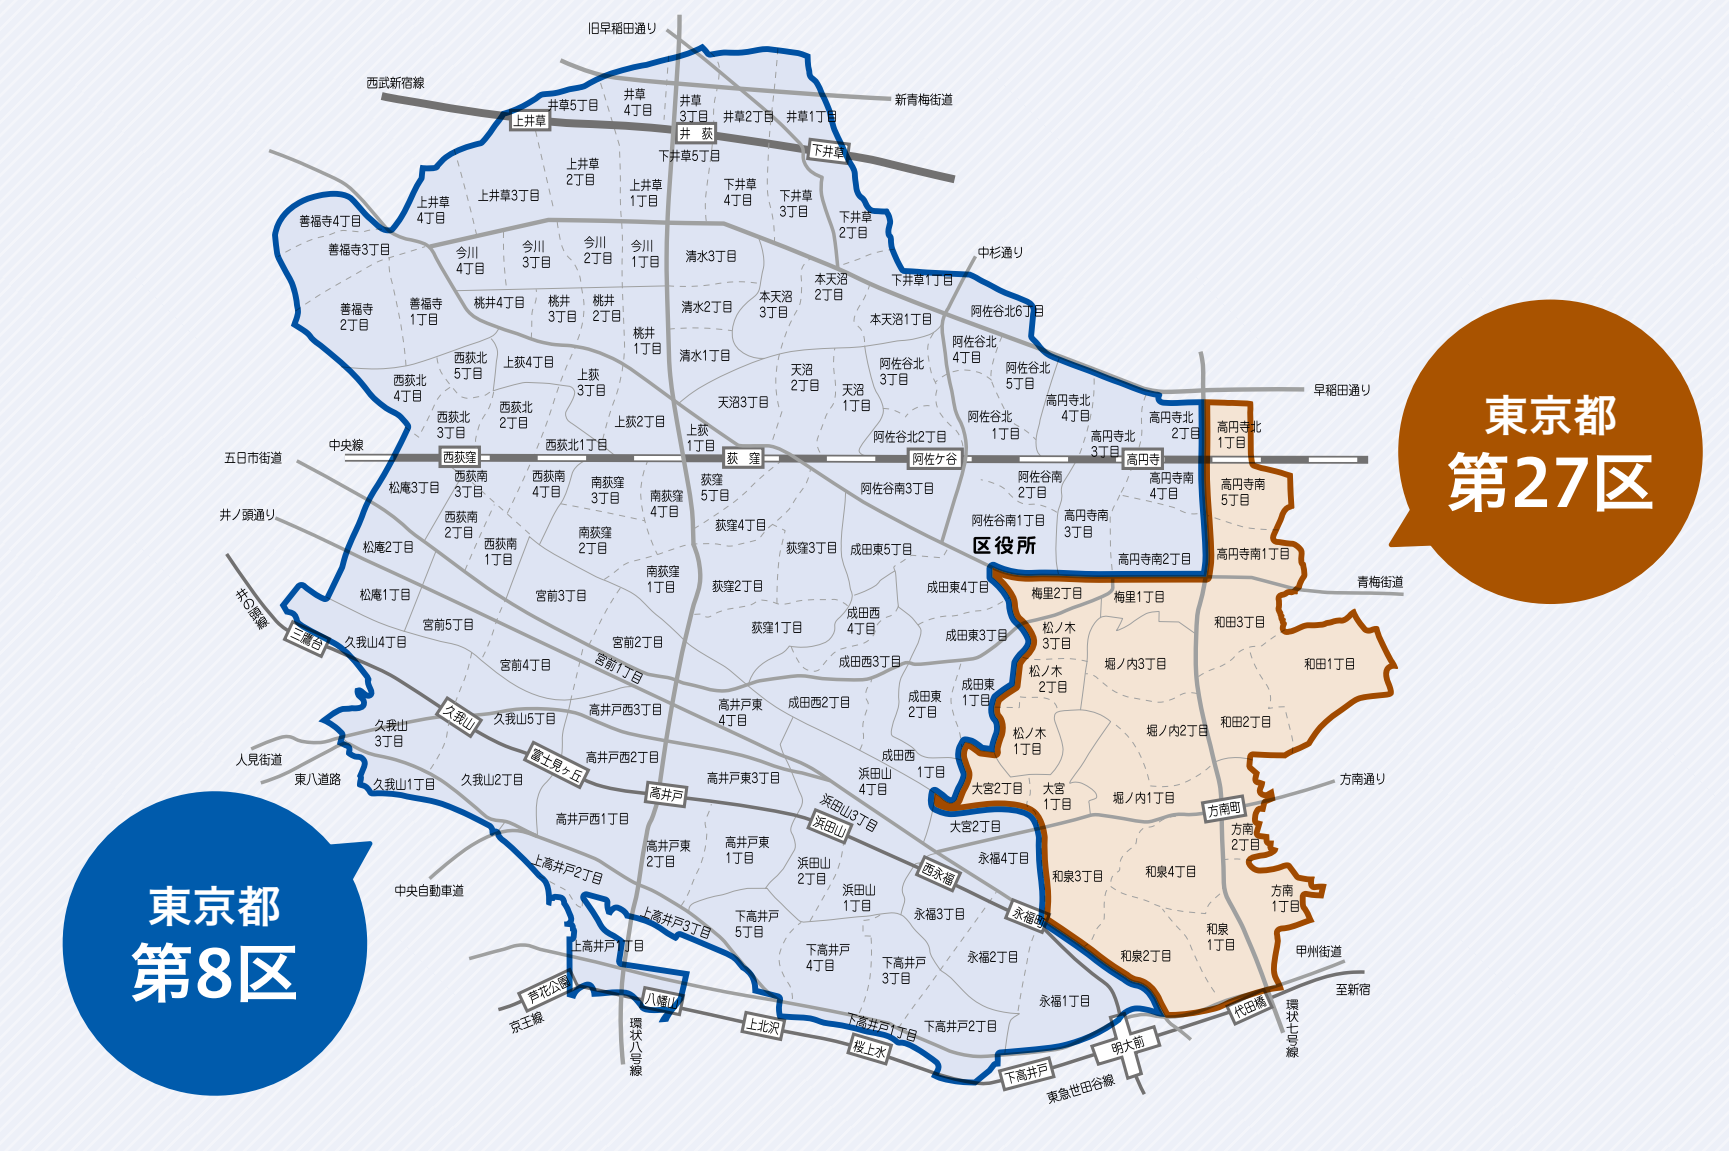 旧早稲田通り
西武新宿線
新青梅街道
上井草
井草5丁目
井草
4丁目
井草
3丁目
井草2丁目
井草1丁目
井　荻
下井草
下井草5丁目
上井草
2丁目
上井草3丁目
上井草
1丁目
下井草
4丁目
下井草
3丁目
上井草
4丁目
下井草
2丁目
善福寺4丁目
善福寺3丁目
今川
4丁目
今川
3丁目
今川
2丁目
今川
1丁目
清水3丁目
中杉通り
本天沼
2丁目
下井草1丁目
善福寺
2丁目
善福寺
1丁目
桃井4丁目
桃井
3丁目
桃井
2丁目
清水2丁目
本天沼
3丁目
本天沼1丁目
阿佐谷北6丁目
桃井
1丁目
清水1丁目
阿佐谷北
4丁目
西荻北
5丁目
上荻4丁目
西荻北
4丁目
上荻
3丁目
天沼
2丁目
天沼
1丁目
阿佐谷北
3丁目
阿佐谷北
5丁目
早稲田通り
西荻北
3丁目
西荻北
2丁目
上荻2丁目
天沼3丁目
高円寺北
4丁目
阿佐谷北
1丁目
高円寺北
2丁目
高円寺北
1丁目
中央線
西荻北1丁目
上荻
1丁目
阿佐谷北2丁目
高円寺北
3丁目
五日市街道
西荻窪
荻　窪
阿佐ケ谷
高円寺
松庵3丁目
西荻南
3丁目
西荻南
4丁目
南荻窪
3丁目
南荻窪
4丁目
荻窪
5丁目
阿佐谷南3丁目
阿佐谷南
2丁目
高円寺南
4丁目
高円寺南
5丁目
井ノ頭通り
西荻南
2丁目
荻窪4丁目
阿佐谷南1丁目
高円寺南
3丁目
区役所
松庵2丁目
西荻南
1丁目
南荻窪
2丁目
荻窪3丁目
成田東5丁目
高円寺南2丁目
高円寺南1丁目
青梅街道
井の頭線
松庵1丁目
宮前3丁目
南荻窪
1丁目
荻窪2丁目
成田東4丁目
梅里2丁目
梅里1丁目
三鷹台
久我山4丁目
宮前5丁目
宮前2丁目
荻窪1丁目
成田西
4丁目
成田東3丁目
松ノ木
3丁目
和田3丁目
宮前4丁目
宮前1丁目
成田西3丁目
松ノ木
2丁目
堀ノ内3丁目
和田1丁目
久我山
久我山
3丁目
久我山5丁目
高井戸西3丁目
高井戸東
4丁目
成田西2丁目
成田東
2丁目
成田東
1丁目
松ノ木
1丁目
堀ノ内2丁目
和田2丁目
人見街道
東八道路
久我山1丁目
久我山2丁目
富士見ヶ丘
高井戸西2丁目
高井戸
高井戸東3丁目
成田西
1丁目
浜田山
4丁目
大宮2丁目
大宮
1丁目
堀ノ内1丁目
方南通り
方南町
高井戸西1丁目
浜田山3丁目
浜田山
大宮2丁目
方南
2丁目
高井戸東
2丁目
高井戸東
1丁目
永福4丁目
中央自動車道
上高井戸2丁目
浜田山
2丁目
西永福
和泉3丁目
和泉4丁目
浜田山
1丁目
永福町
方南
1丁目
上高井戸3丁目
下高井戸
5丁目
永福3丁目
和泉
1丁目
上高井戸1丁目
下高井戸
4丁目
下高井戸
3丁目
永福2丁目
和泉2丁目
甲州街道
至新宿
芦花公園
八幡山
永福1丁目
京王線
環状八号線
上北沢
下高井戸1丁目
桜上水
下高井戸2丁目
下高井戸
明大前
代田橋
環状七号線
東急世田谷線
東京都
第27区
東京都
第8区